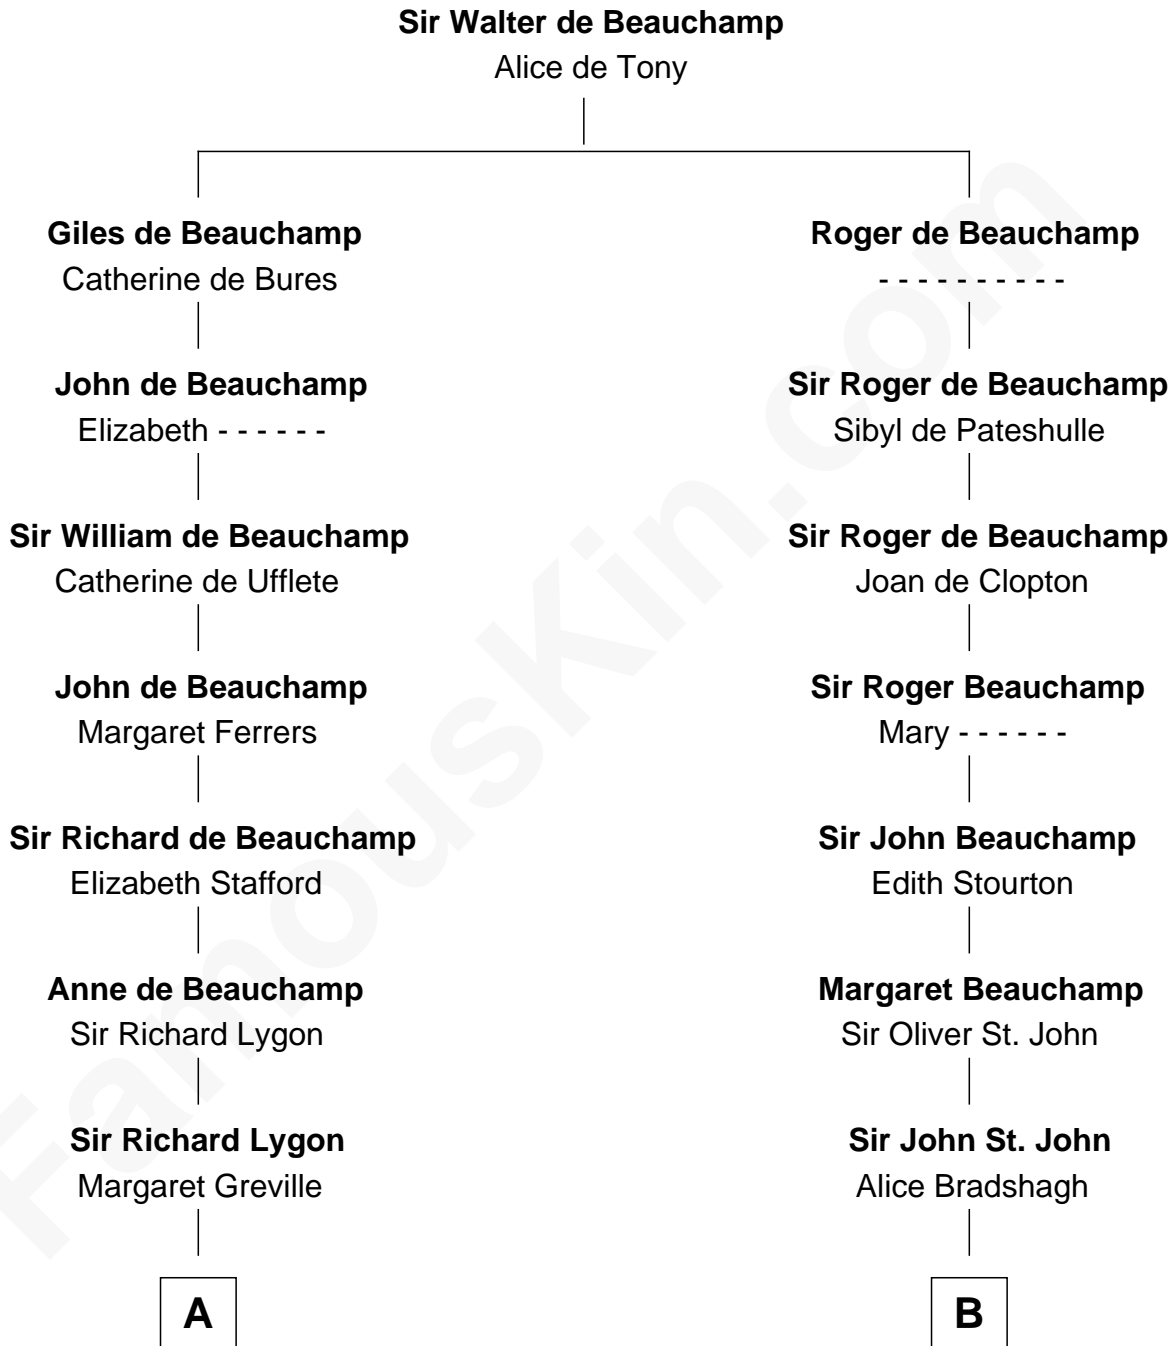 Sir Walter de Beauchamp
Alice de Tony
Giles de Beauchamp
Catherine de Bures
Roger de Beauchamp
- - - - - - - - - -
John de Beauchamp
Elizabeth - - - - - -
Sir Roger de Beauchamp
Sibyl de Pateshulle
Sir William de Beauchamp
Catherine de Ufflete
Sir Roger de Beauchamp
Joan de Clopton
John de Beauchamp
Margaret Ferrers
Sir Roger Beauchamp
Mary - - - - - -
Sir Richard de Beauchamp
Elizabeth Stafford
Sir John Beauchamp
Edith Stourton
Anne de Beauchamp
Sir Richard Lygon
Margaret Beauchamp
Sir Oliver St. John
Sir Richard Lygon
Margaret Greville
Sir John St. John
Alice Bradshagh
A
B
FamousKin.com